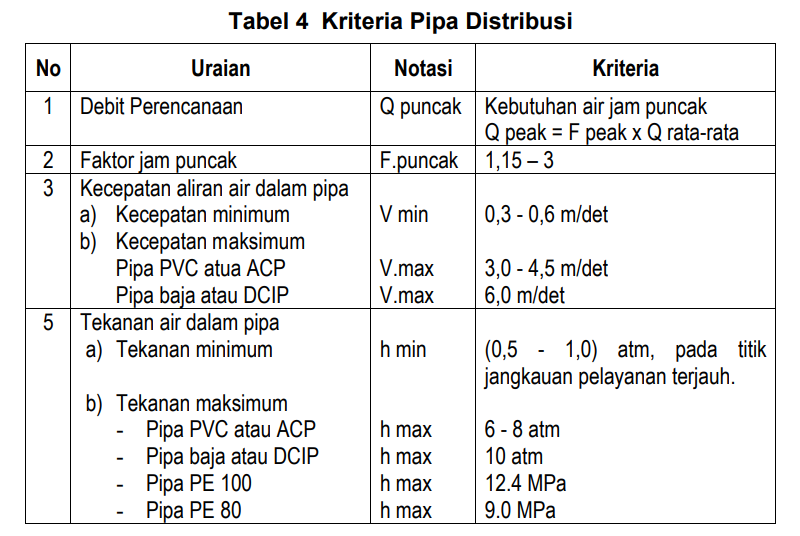 Tabel 4 Kriteria Pipa Distribusi
No Uraian Notasi Kriteria
1 Debit Perencanaan Q puncak Kebutuhan air jam puncak
Q peak = F peak x Q rata-rata
2 Faktor jam puncak F.puncak 1,15 – 3
3 Kecepatan aliran air dalam pipa
a) Kecepatan minimum V min 0,3 - 0,6 m/det
b) Kecepatan maksimum
Pipa PVC atua ACP V.max 3,0 - 4,5 m/det
Pipa baja atau DCIP V.max 6,0 m/det
5 Tekanan air dalam pipa
a) Tekanan minimum h min (0,5 - 1,0) atm, pada titik
jangkauan pelayanan terjauh.
b) Tekanan maksimum
- Pipa PVC atau ACP h max 6 - 8 atm
- Pipa baja atau DCIP h max 10 atm
- Pipa PE 100 h max 12.4 MPa
- Pipa PE 80 h max 9.0 MPa